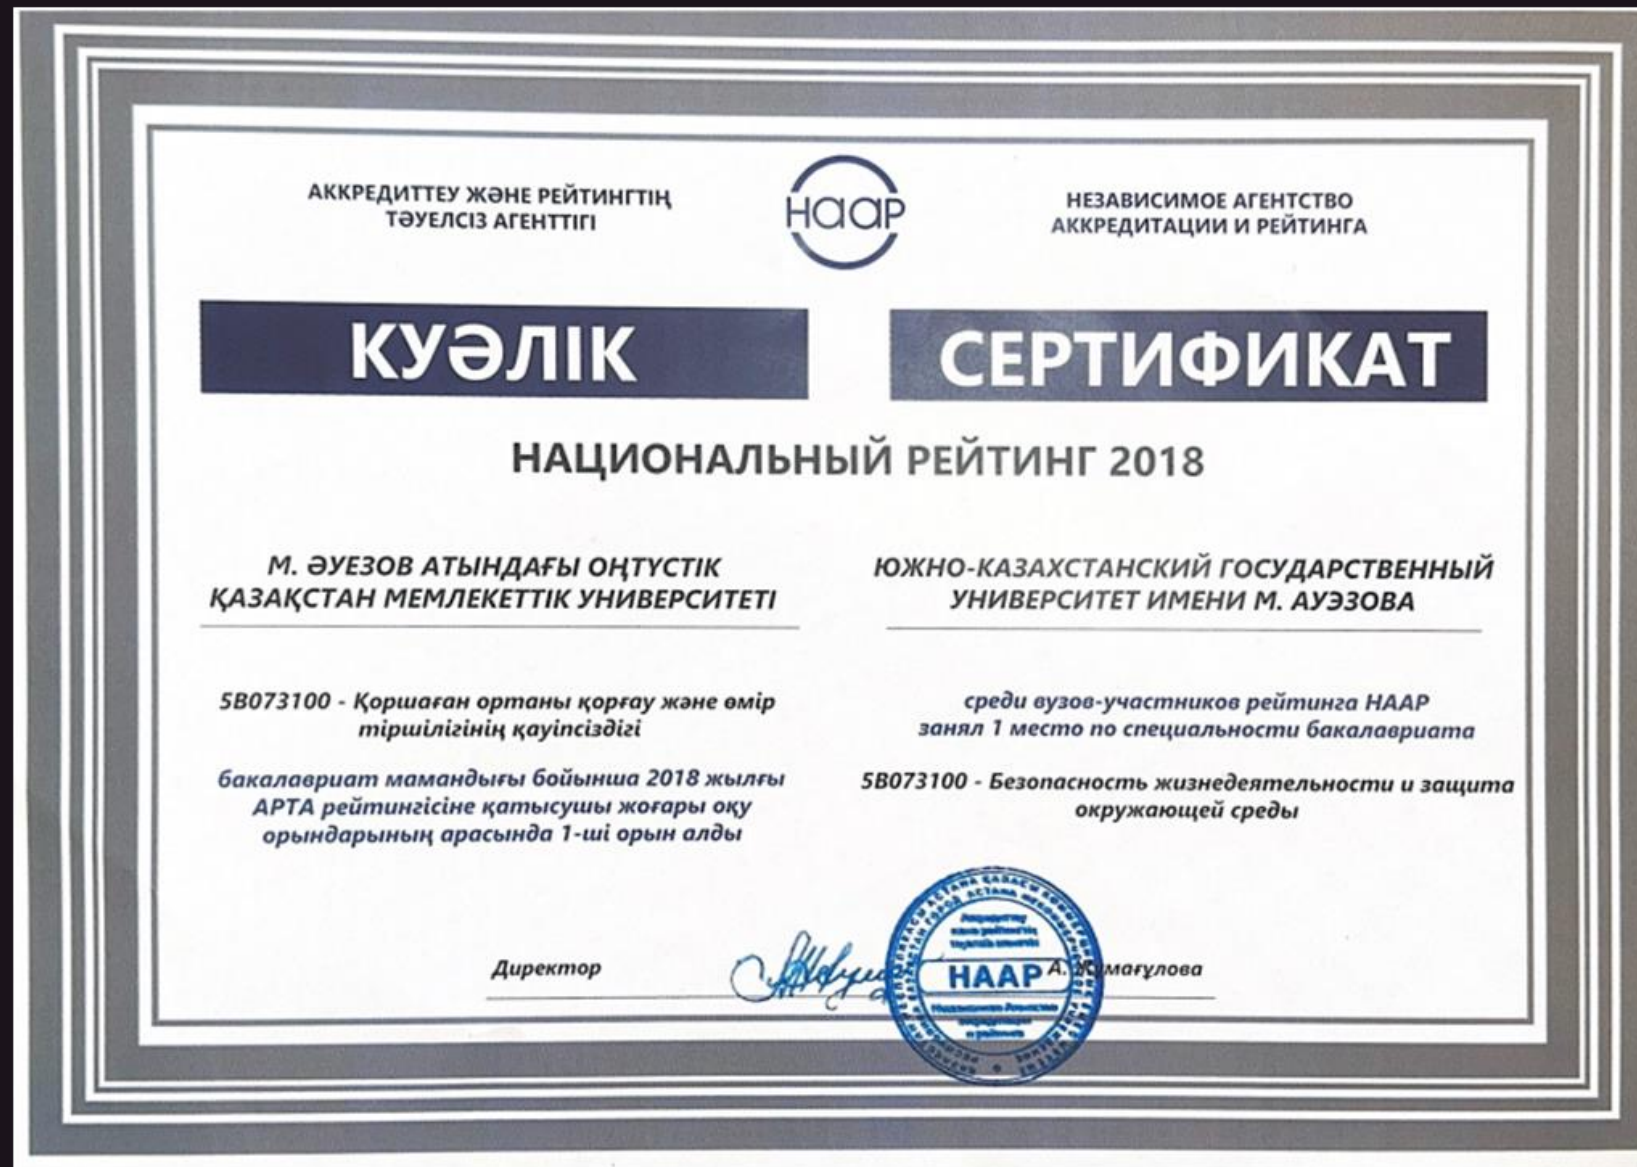 АККРЕДИТТЕУ ЖӘНЕ РЕЙТИНГТІҢ
ТӘУЕЛСІЗ АГЕНТТІГІ
НААР
НЕЗАВИСИМОЕ АГЕНТСТВО
АККРЕДИТАЦИИ И РЕЙТИНГА
КУӘЛІК
СЕРТИФИКАТ
НАЦИОНАЛЬНЫЙ РЕЙТИНГ 2018
М. ӘУЕЗОВ АТЫНДАҒЫ ОҢТҮСТІК
ҚАЗАҚСТАН МЕМЛЕКЕТТІК УНИВЕРСИТЕТІ
5В073100 - Қоршаған ортаны қорғау және өмір
тіршілігінің қауіпсіздігі
бакалавриат мамандығы бойынша 2018 жылғы
АРТА рейтингісіне қатысушы жоғары оқу
орындарының арасында 1-ші орын алды
ЮЖНО-КАЗАХСТАНСКИЙ ГОСУДАРСТВЕННЫЙ
УНИВЕРСИТЕТ ИМЕНИ М. АУЭЗОВА
среди вузов-участников рейтинга НААР
занял 1 место по специальности бакалавриата
5В073100 - Безопасность жизнедеятельности и защита
окружающей среды
Директор
НААР
А. Жумағұлова